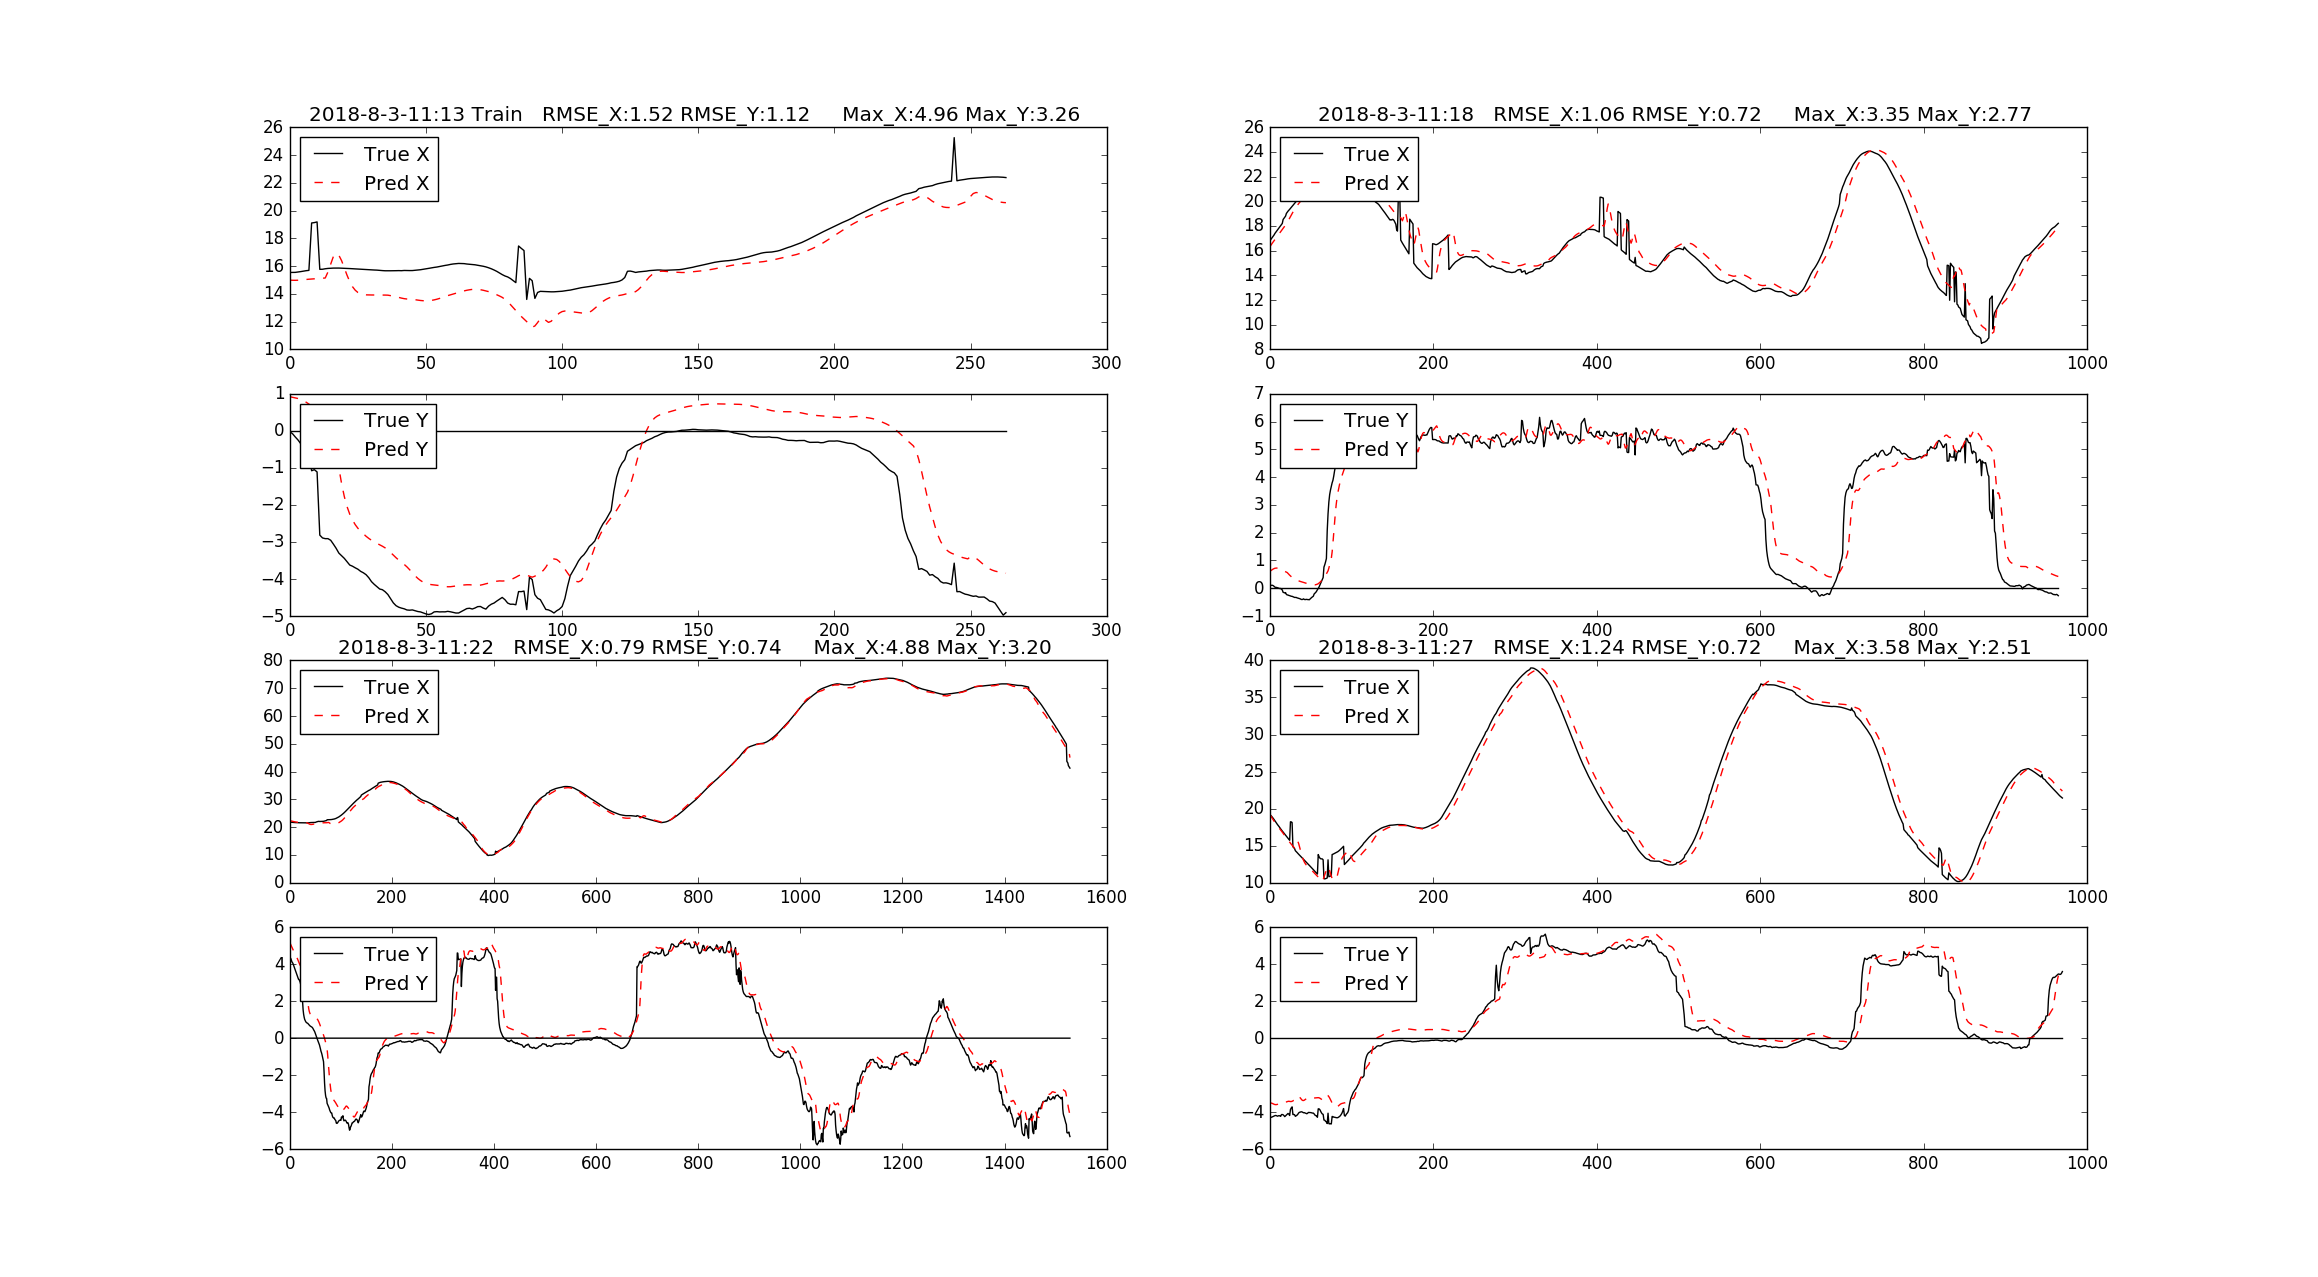 2018-8-3-11:13 Train   RMSE_X:1.52 RMSE_Y:1.12     Max_X:4.96 Max_Y:3.26
26
24
22
20
18
16
14
12
10
True X
Pred X
0 50 100 150 200 250 300
1
0
−1
−2
−3
−4
−5
True Y
Pred Y
0 50 100 150 200 250 300
2018-8-3-11:18   RMSE_X:1.06 RMSE_Y:0.72     Max_X:3.35 Max_Y:2.77
26
24
22
20
18
16
14
12
10
8
True X
Pred X
0 200 400 600 800 1000
7
6
5
4
3
2
1
0
−1
True Y
Pred Y
0 200 400 600 800 1000
2018-8-3-11:22   RMSE_X:0.79 RMSE_Y:0.74     Max_X:4.88 Max_Y:3.20
80
70
60
50
40
30
20
10
0
True X
Pred X
0 200 400 600 800 1000 1200 1400 1600
6
4
2
0
−2
−4
−6
True Y
Pred Y
0 200 400 600 800 1000 1200 1400 1600
2018-8-3-11:27   RMSE_X:1.24 RMSE_Y:0.72     Max_X:3.58 Max_Y:2.51
40
35
30
25
20
15
10
True X
Pred X
0 200 400 600 800 1000
6
4
2
0
−2
−4
−6
True Y
Pred Y
0 200 400 600 800 1000